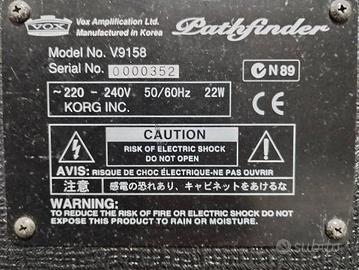 VOX
Vox Amplification Ltd.
Manufactured in Korea
Pathfinder
Model No. V9158
Serial No. 0000352
N89
~220 - 240V 50/60Hz 22W
KORG INC.
CE
CAUTION
RISK OF ELECTRIC SHOCK
DO NOT OPEN
AVIS: RISQUE DE CHOC ÉLECTRIQUE-NE PAS OUVRIR
注意 感電の恐れあり、キャビネットをあけるな
WARNING:
TO REDUCE THE RISK OF FIRE OR ELECTRIC SHOCK DO NOT
EXPOSE THIS PRODUCT TO RAIN OR MOISTURE.
subito